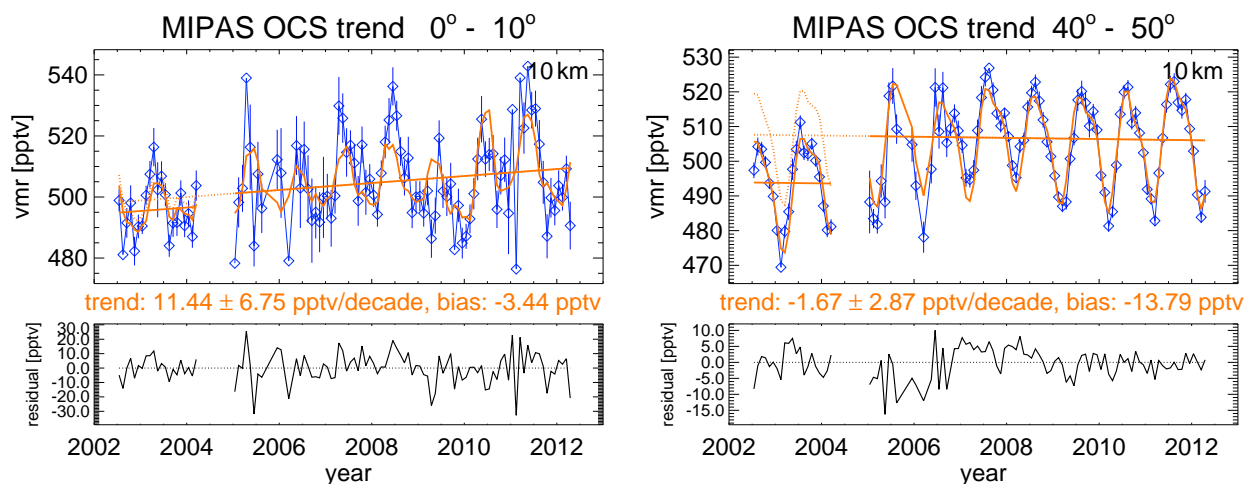 MIPAS OCS trend 0° - 10°
10 km
vmr [pptv]
540
520
500
480
trend: 11.44 ± 6.75 pptv/decade, bias: -3.44 pptv
residual [pptv]
30.0
20.0
10.0
0.0
-10.0
-20.0
-30.0
2002 2004 2006 2008 2010 2012
year
MIPAS OCS trend 40° - 50°
10 km
vmr [pptv]
530
520
510
500
490
480
470
trend: -1.67 ± 2.87 pptv/decade, bias: -13.79 pptv
residual [pptv]
10.0
5.0
0.0
-5.0
-10.0
-15.0
2002 2004 2006 2008 2010 2012
year